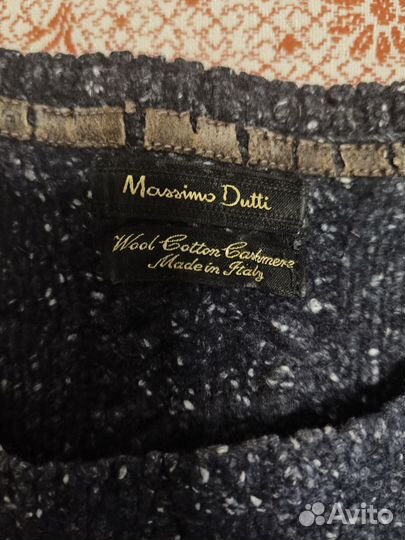 Massimo Dutti
Wool Cotton Cashmere
Made in Italy
Avito